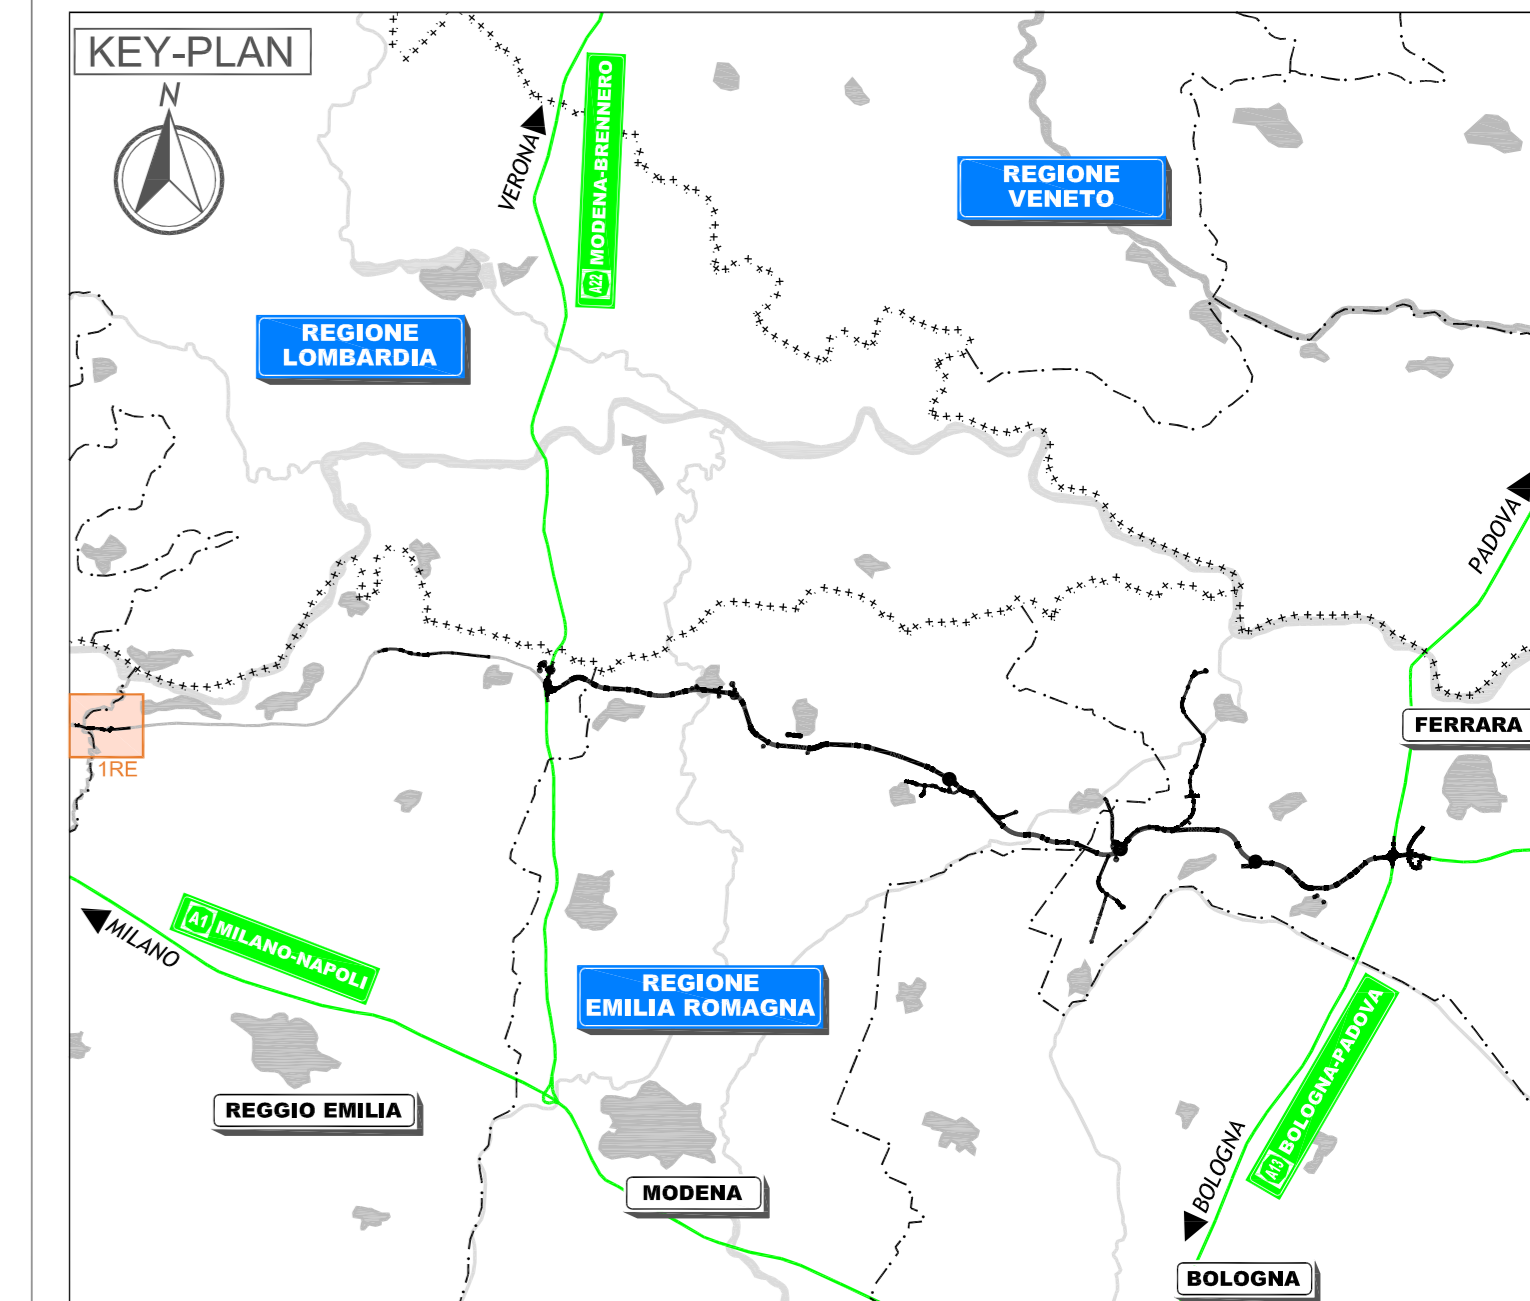 KEY-PLAN
N
VERONA
A22 MODENA-BRENNERO
REGIONE
VENETO
REGIONE
LOMBARDIA
PADOVA
FERRARA
1RE
MILANO
A1 MILANO-NAPOLI
REGIONE
EMILIA ROMAGNA
REGGIO EMILIA
MODENA
A13 BOLOGNA-PADOVA
BOLOGNA
BOLOGNA